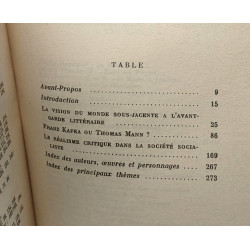 TABLE
Avant-Propos 9
Introduction 15
LA VISION DU MONDE SOUS-JACENTE A L'AVANT-
GARDE LITTÉRAIRE 25
FRANZ KAFKA OU THOMAS MANN ? 86
LE RÉALISME CRITIQUE DANS LA SOCIÉTÉ SOCIA-
LISTE 169
Index des auteurs, œuvres et personnages 267
Index des principaux thèmes 273